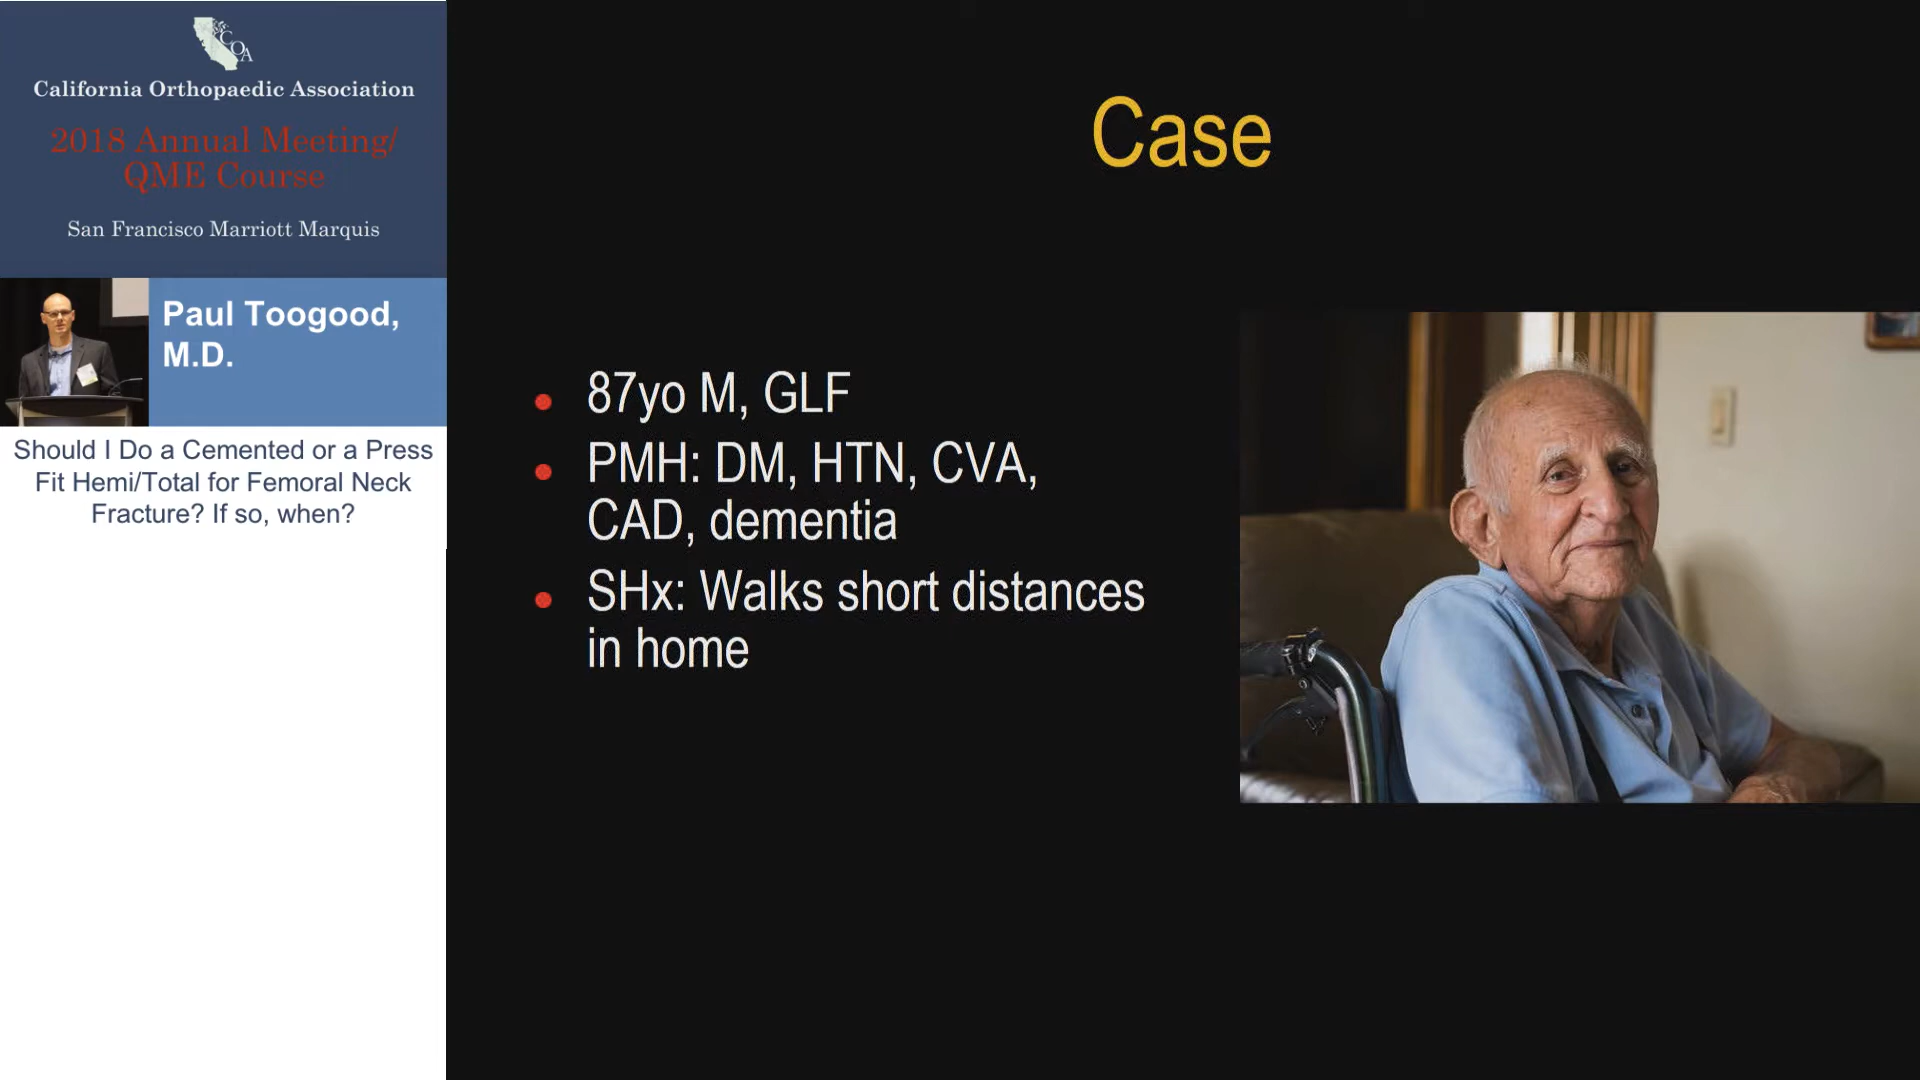 COA
California Orthopaedic Association
2018 Annual Meeting/
QME Course
San Francisco Marriott Marquis
Paul Toogood,
M.D.
Should I Do a Cemented or a Press
Fit Hemi/Total for Femoral Neck
Fracture? If so, when?
Case
• 87yo M, GLF
• PMH: DM, HTN, CVA,
CAD, dementia
• SHx: Walks short distances
in home